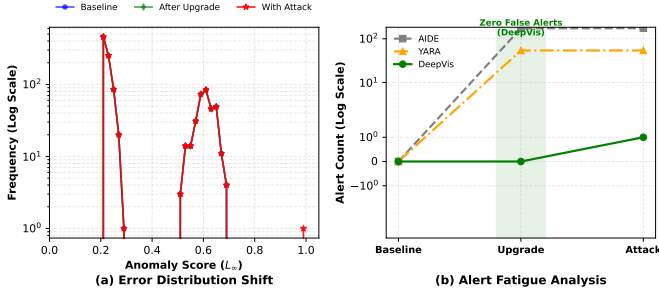 Baseline
After Upgrade
With Attack
Frequency (Log Scale)
10²
10¹
10⁰
0.0 0.2 0.4 0.6 0.8 1.0
Anomaly Score (L∞)
(a) Error Distribution Shift
Zero False Alerts
(DeepVis)
AIDE
YARA
DeepVis
Alert Count (Log Scale)
10²
10¹
10⁰
0
−10⁰
Baseline Upgrade Attack
(b) Alert Fatigue Analysis